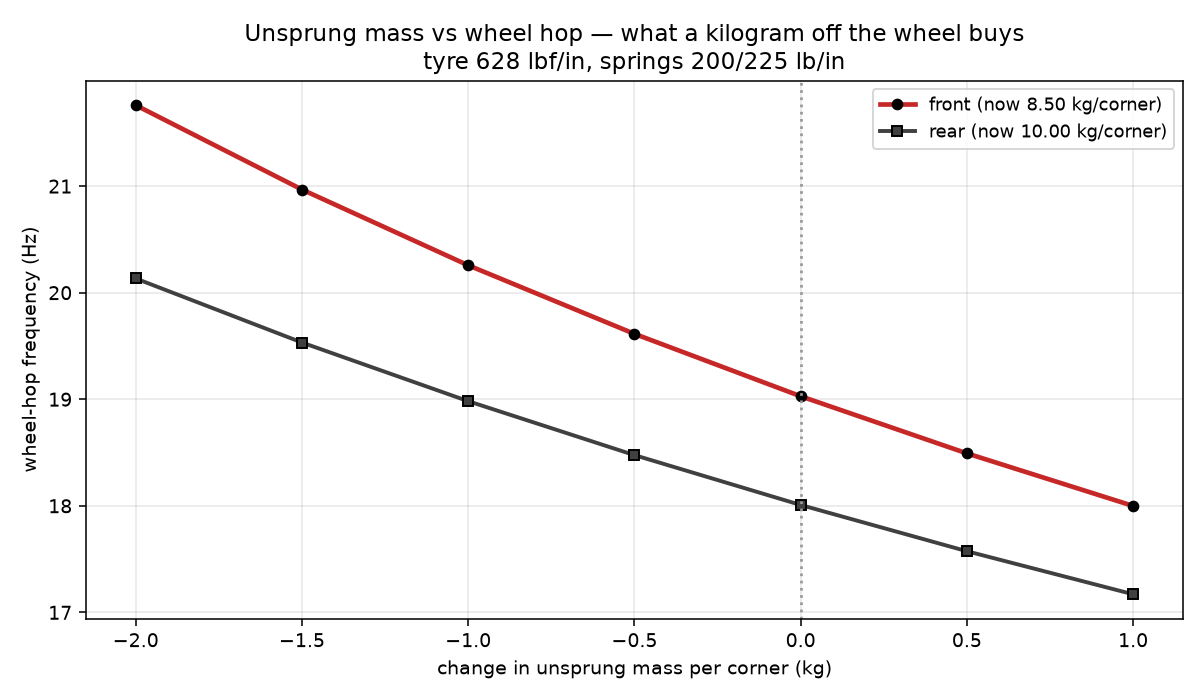 Unsprung mass vs wheel hop — what a kilogram off the wheel buys
tyre 628 lbf/in, springs 200/225 lb/in
front (now 8.50 kg/corner)
rear (now 10.00 kg/corner)
wheel-hop frequency (Hz)
21
20
19
18
17
−2.0
−1.5
−1.0
−0.5
0.0
0.5
1.0
change in unsprung mass per corner (kg)